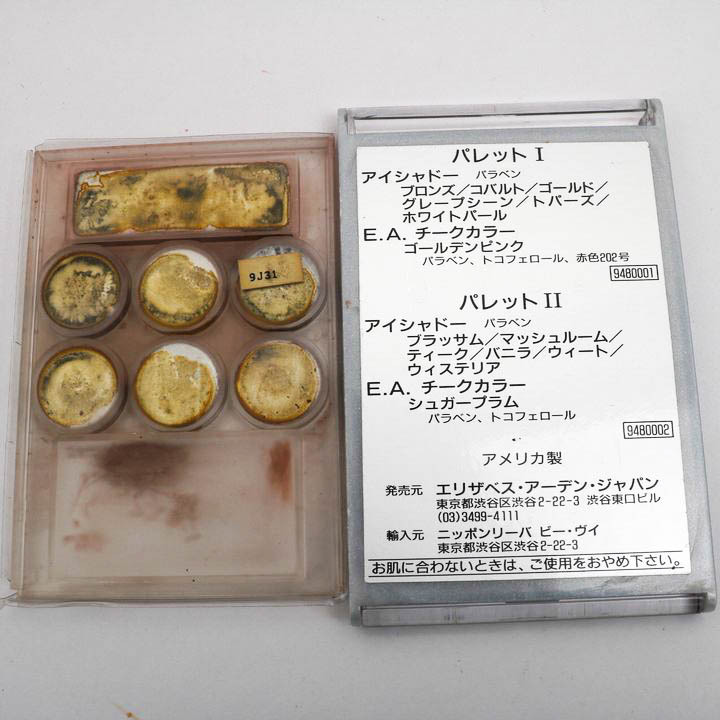 9J31
パレット I
アイシャドー パラベン
ブロンズ／コバルト／ゴールド／
グレープシーン／トパーズ／
ホワイトパール
E.A. チークカラー
ゴールデンピンク
パラベン、トコフェロール、赤色202号
9480001
パレット II
アイシャドー パラベン
ブラッサム／マッシュルーム／
ティーク／バニラ／ウィート／
ウィステリア
E.A. チークカラー
シュガープラム
パラベン、トコフェロール
9480002
アメリカ製
発売元 エリザベス・アーデン・ジャパン
東京都渋谷区渋谷2-22-3 渋谷東口ビル
(03)3499-4111
輸入元 ニッポンリーバ ビー・ヴィ
東京都渋谷区渋谷2-22-3
お肌に合わないときは、ご使用をおやめ下さい。